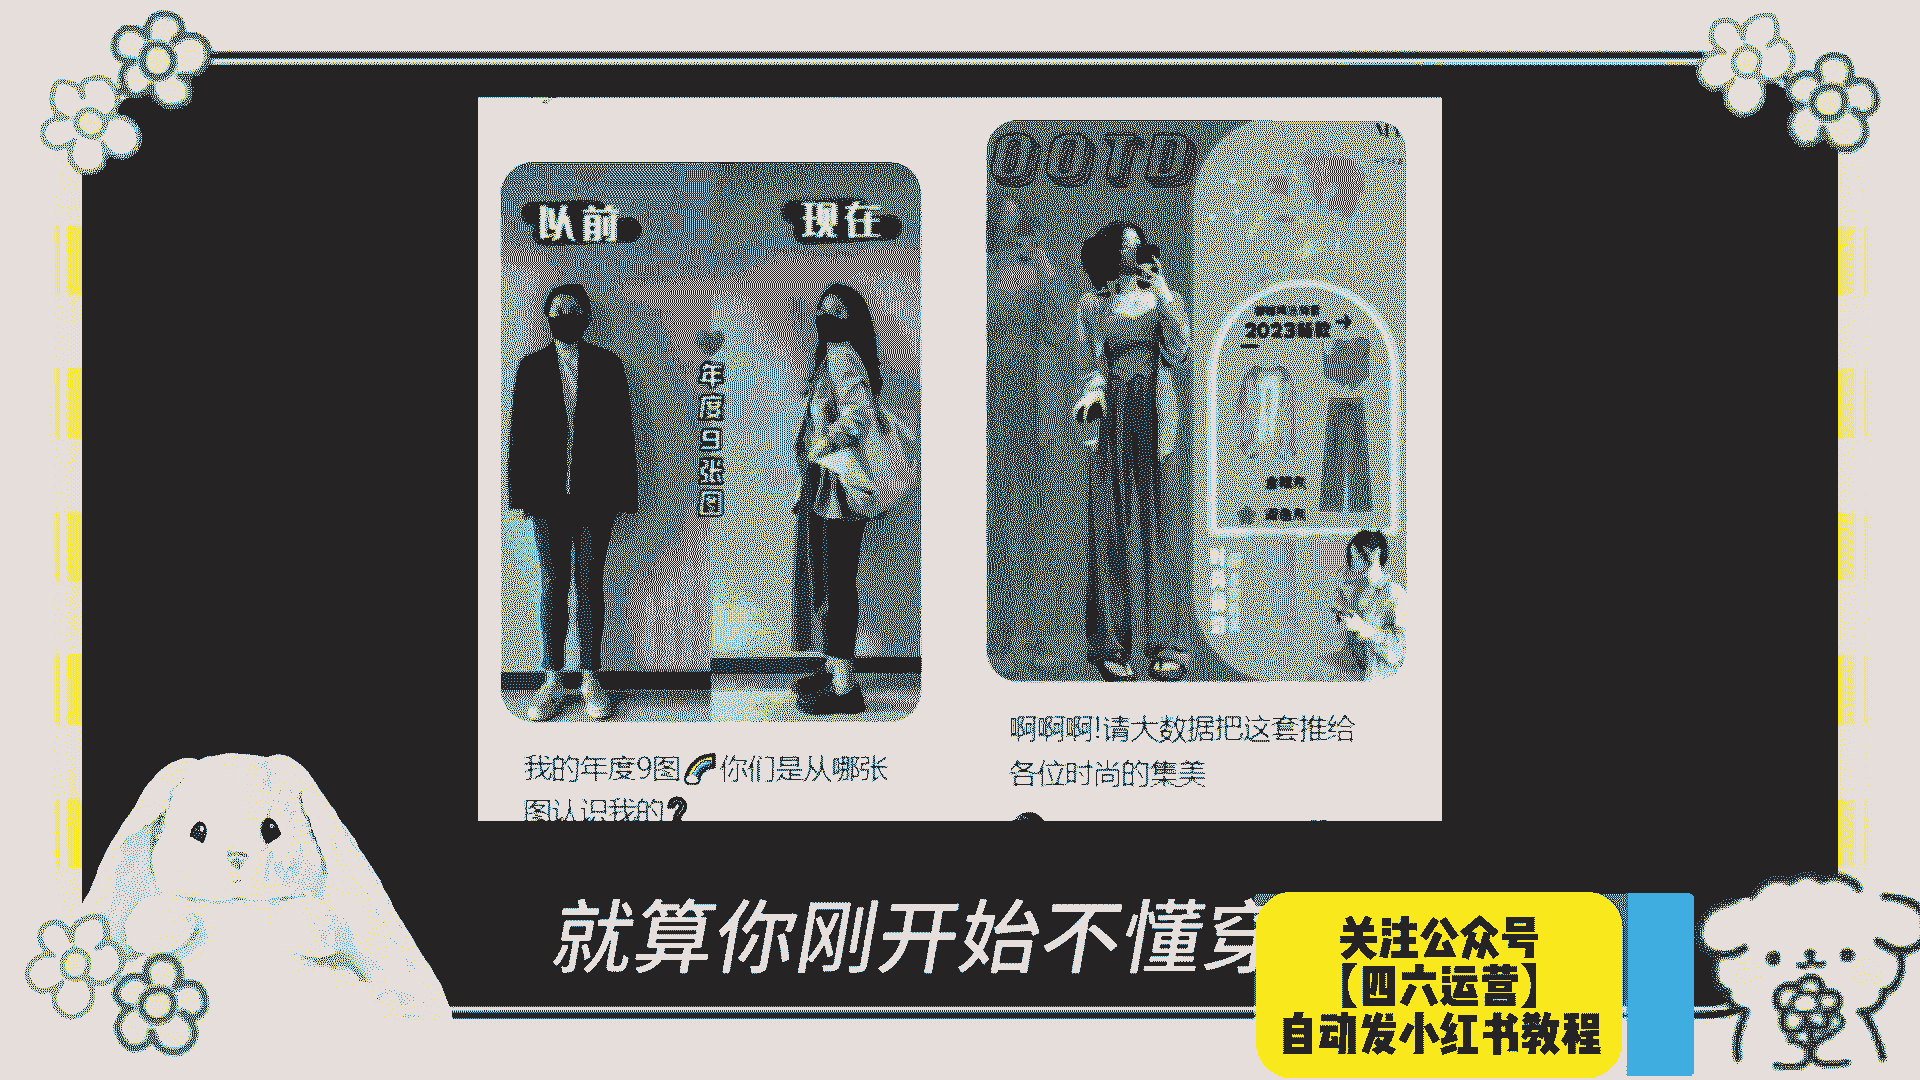 OOTD
以前
现在
年度9张图
2023新款
啊啊啊!请大数据把这套推给
各位时尚的集美
我的年度9图🌈你们是从哪张
图认识我的❓
就算你刚开始不懂穿
关注公众号
【四六运营】
自动发小红书教程